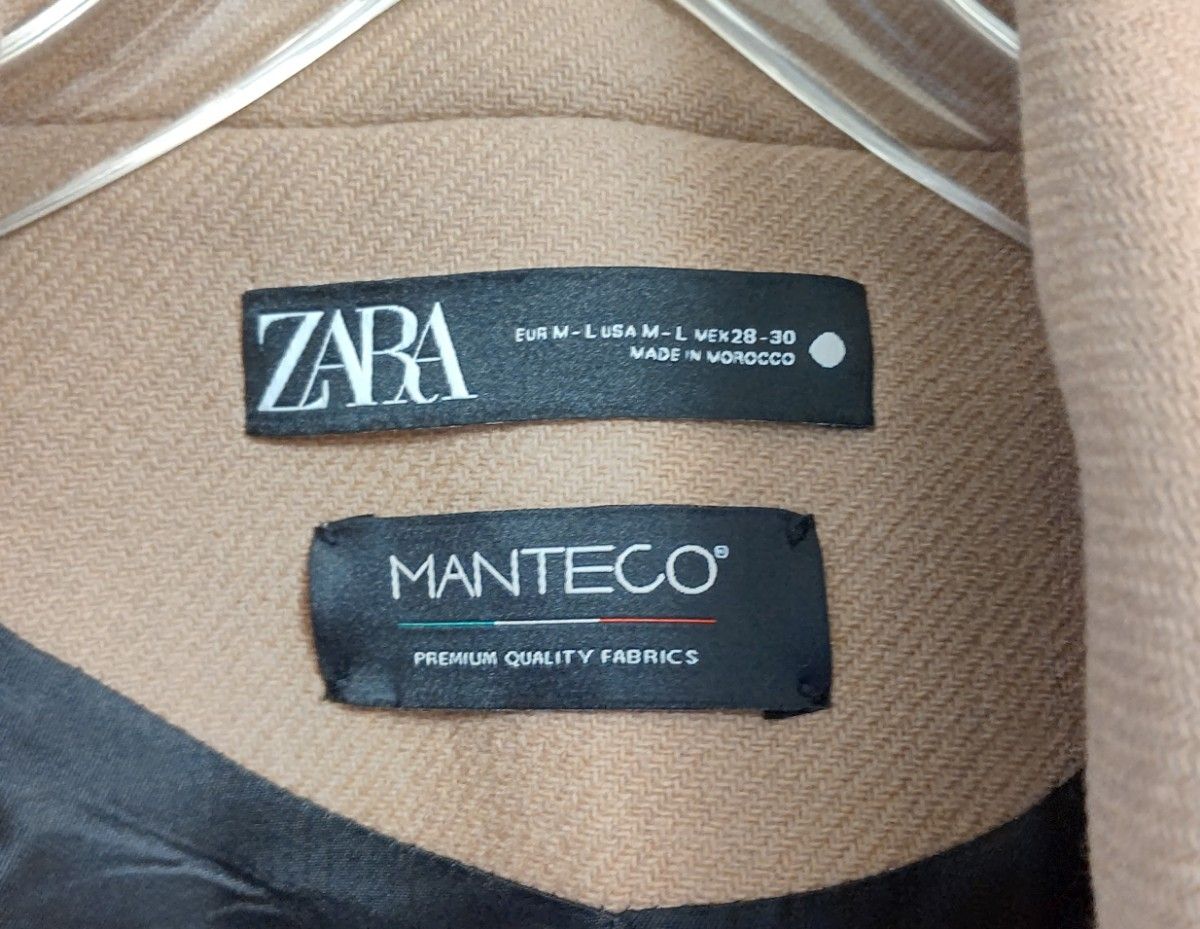 ZARA
EUR M-L USA M-L MEX 28-30
MADE IN MOROCCO
MANTECO®
PREMIUM QUALITY FABRICS